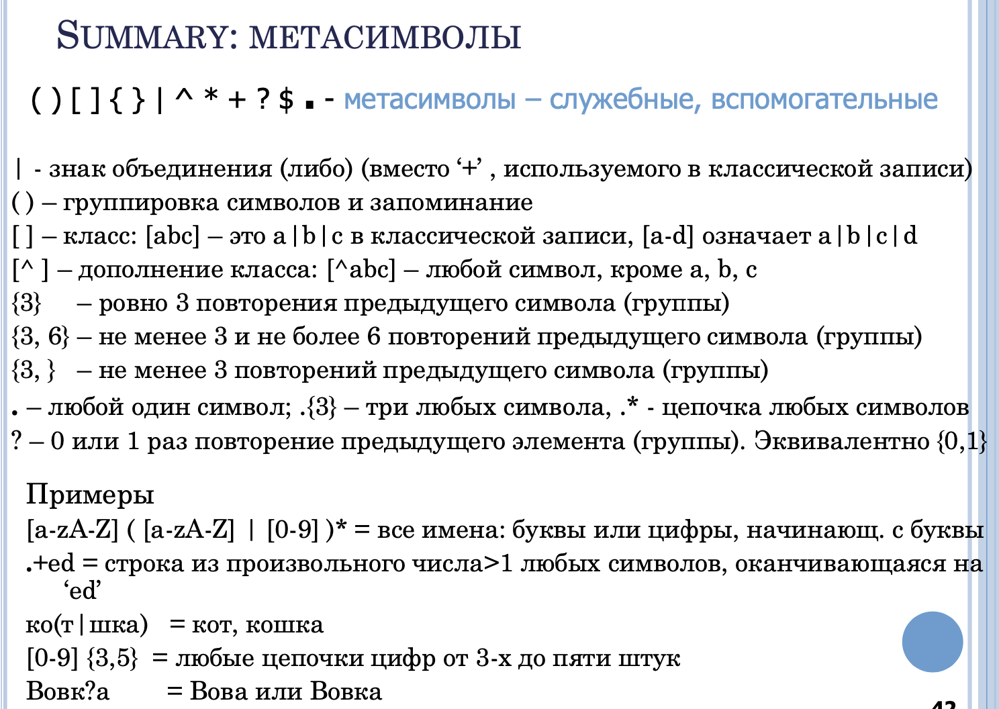 SUMMARY: МЕТАСИМВОЛЫ
( ) [ ] { } | ^ * + ? $ . - метасимволы – служебные, вспомогательные
| - знак объединения (либо) (вместо ‘+’ , используемого в классической записи)
( ) – группировка символов и запоминание
[ ] – класс: [abc] – это a|b|c в классической записи, [a-d] означает a|b|c|d
[^ ] – дополнение класса: [^abc] – любой символ, кроме a, b, c
{3} – ровно 3 повторения предыдущего символа (группы)
{3, 6} – не менее 3 и не более 6 повторений предыдущего символа (группы)
{3, } – не менее 3 повторений предыдущего символа (группы)
. – любой один символ; .{3} – три любых символа, .* - цепочка любых символов
? – 0 или 1 раз повторение предыдущего элемента (группы). Эквивалентно {0,1}
Примеры
[a-zA-Z] ( [a-zA-Z] | [0-9] )* = все имена: буквы или цифры, начинающ. с буквы
.+ed = строка из произвольного числа>1 любых символов, оканчивающаяся на
‘ed’
ко(т|шка) = кот, кошка
[0-9] {3,5} = любые цепочки цифр от 3-х до пяти штук
Вовк?а = Вова или Вовка
42